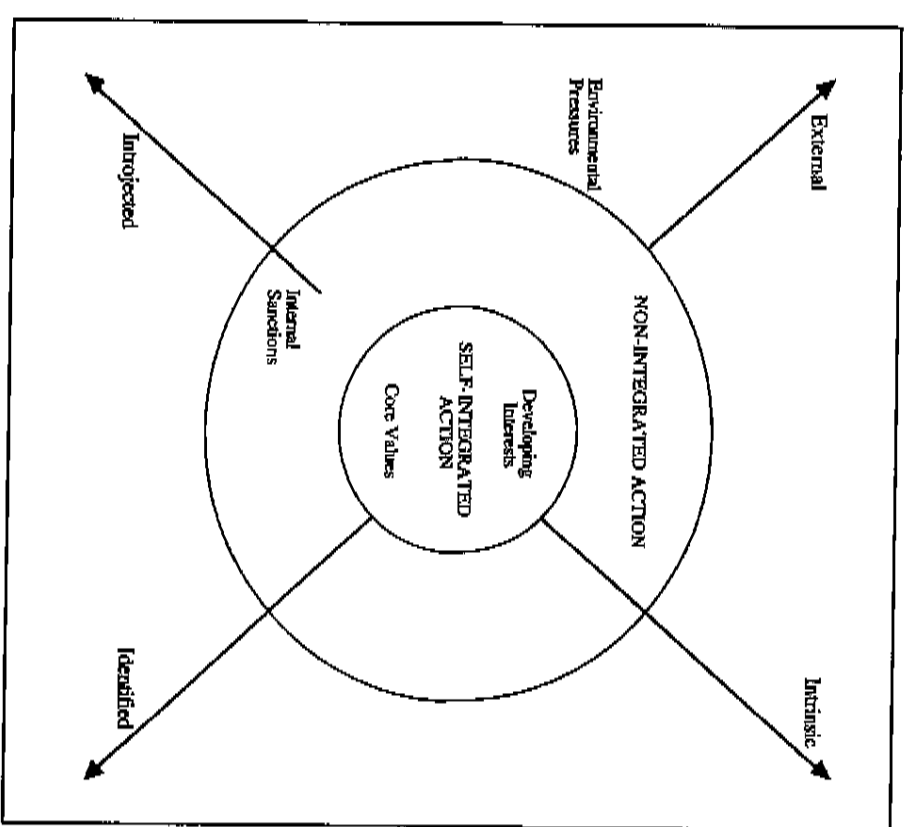 External
Intrinsic
NON-INTEGRATED ACTION
Environmental
Pressures
Developing
Interests
SELF-INTEGRATED
ACTION
Core Values
Internal
Sanctions
Introjected
Identified